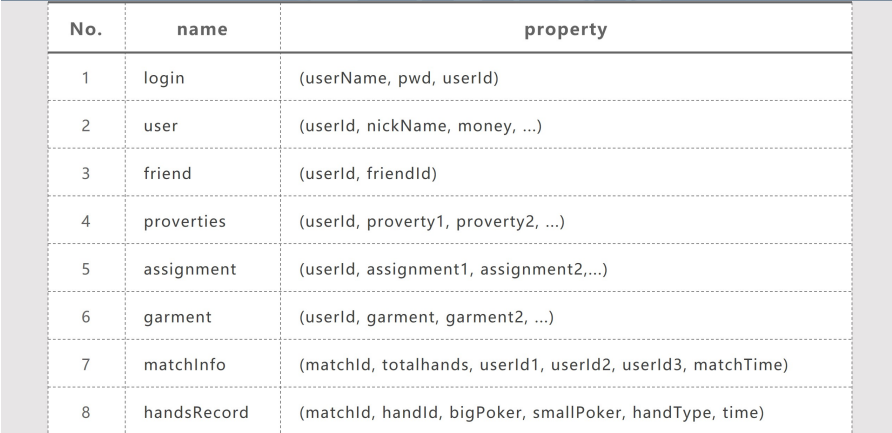 No. name property
1 login (userName, pwd, userId)
2 user (userId, nickName, money, ...)
3 friend (userId, friendId)
4 proverties (userId, proverty1, proverty2, ...)
5 assignment (userId, assignment1, assignment2,...)
6 garment (userId, garment, garment2, ...)
7 matchInfo (matchId, totalhands, userId1, userId2, userId3, matchTime)
8 handsRecord (matchId, handId, bigPoker, smallPoker, handType, time)